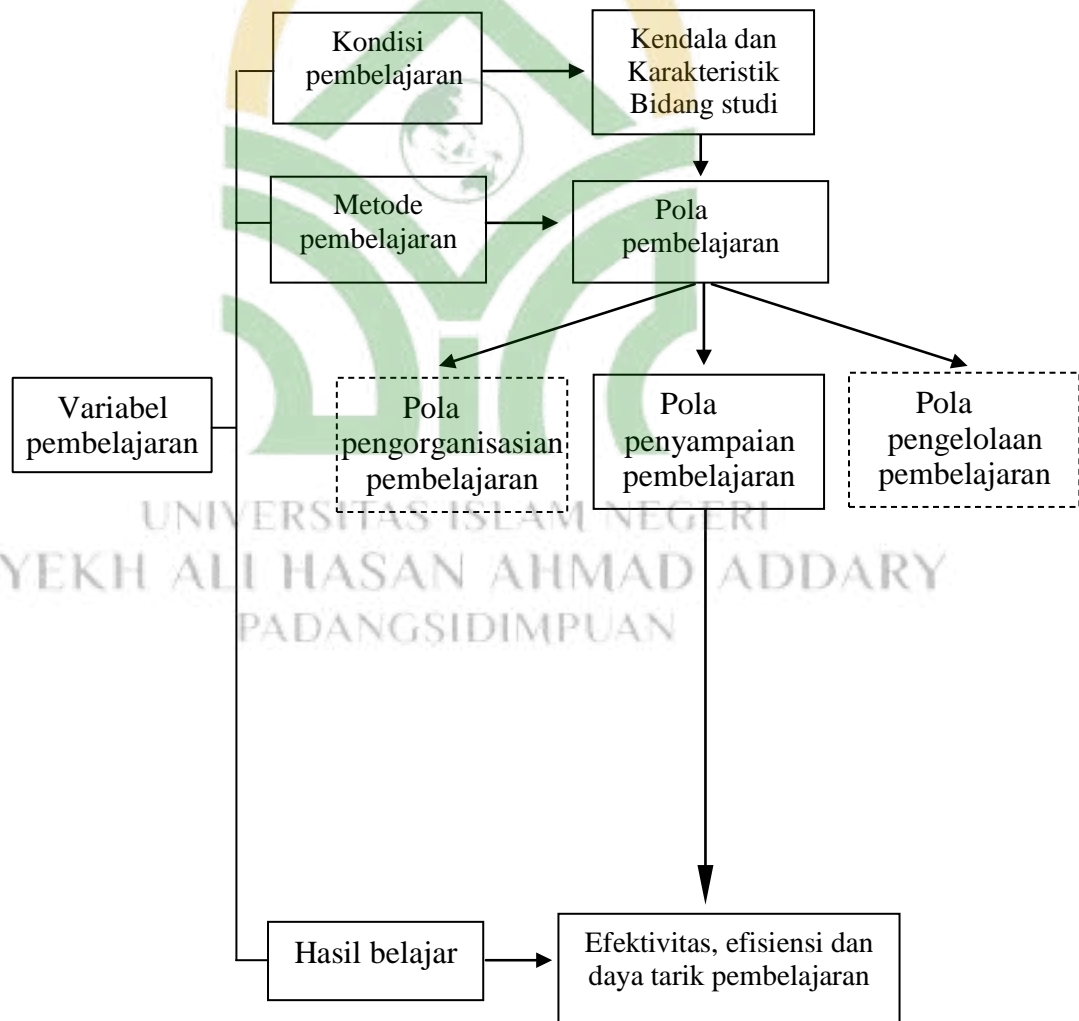 Kondisi
pembelajaran
Kendala dan
Karakteristik
Bidang studi
Metode
pembelajaran
Pola
pembelajaran
Variabel
pembelajaran
Pola
pengorganisasian
pembelajaran
Pola
penyampaian
pembelajaran
Pola
pengelolaan
pembelajaran
UNIVERSITAS ISLAM NEGERI
YEKH ALI HASAN AHMAD ADDARY
PADANGSIDIMPUAN
Hasil belajar
Efektivitas, efisiensi dan
daya tarik pembelajaran